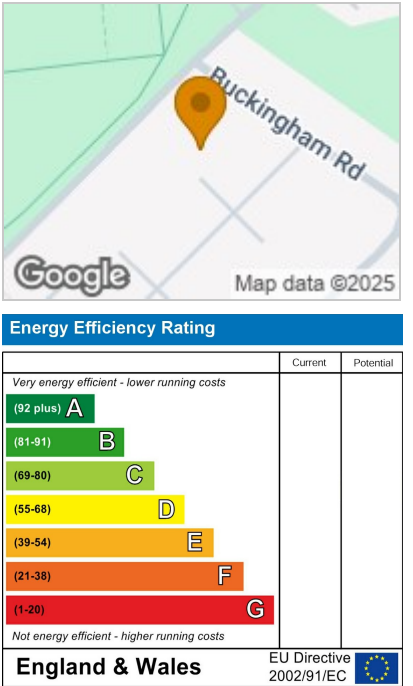 Buckingham Rd
Google
Map data ©2025
Energy Efficiency Rating
Current Potential
Very energy efficient - lower running costs
(92 plus) A
(81-91) B
(69-80) C
(55-68) D
(39-54) E
(21-38) F
(1-20) G
Not energy efficient - higher running costs
England & Wales
EU Directive
2002/91/EC